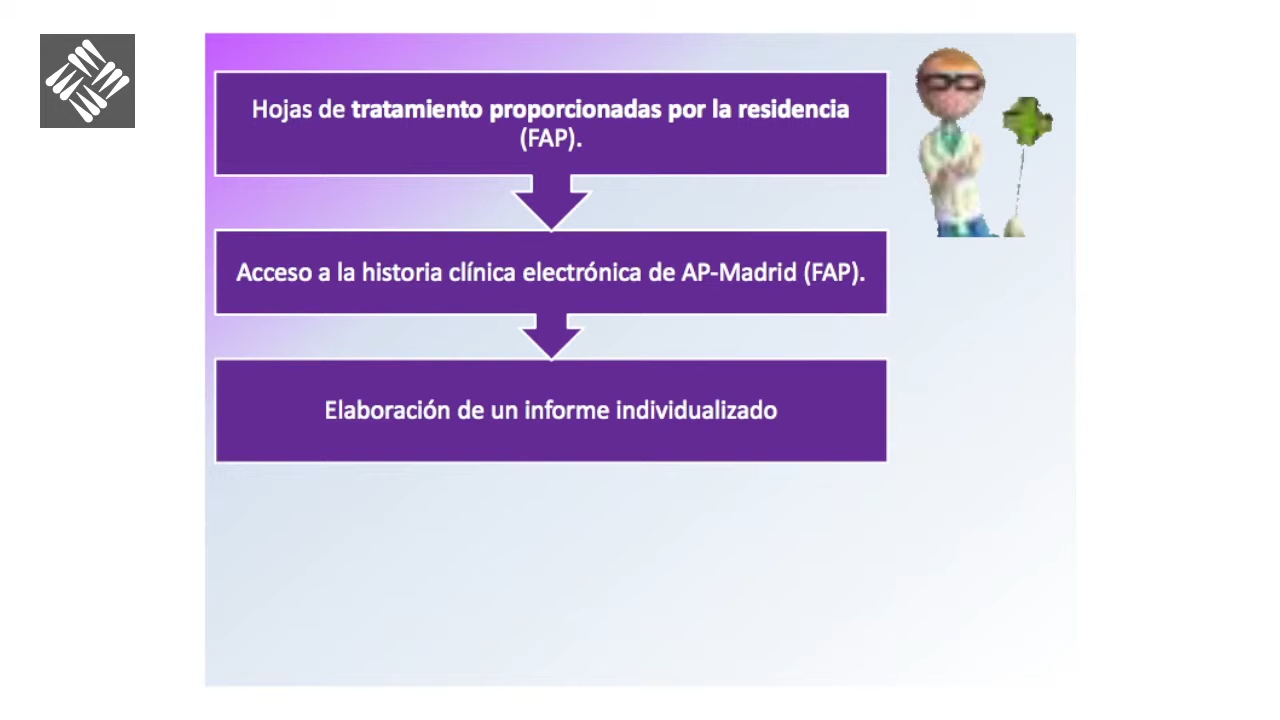 Hojas de tratamiento proporcionadas por la residencia
(FAP).
Acceso a la historia clínica electrónica de AP-Madrid (FAP).
Elaboración de un informe individualizado